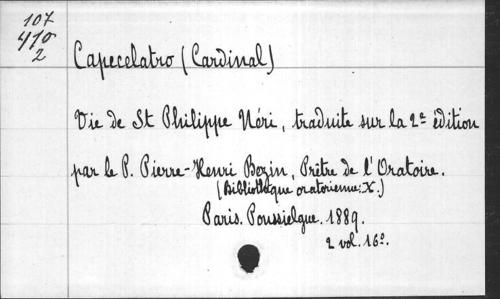 107
410
2
Capecelatro (Cardinal)
Vie de St Philippe Néri, traduite sur la 2e édition
par le P. Pierre-Henri Bezin, Prêtre de l'Oratoire.
(Bibliothèque oratorienne; X.)
Paris. Poussielgue. 1889.
2 vol. 16º.